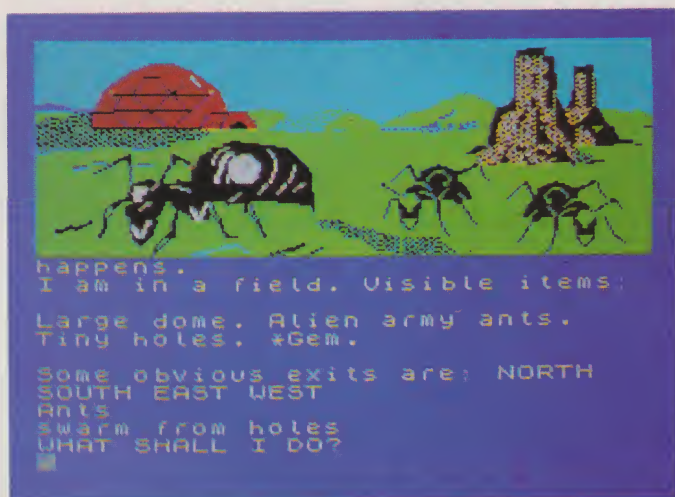 happens.
I am in a field. Visible items:
Large dome. Alien army ants.
Tiny holes. *Gem.
Some obvious exits are: NORTH
SOUTH EAST WEST
Ants
swarm from holes
WHAT SHALL I DO?